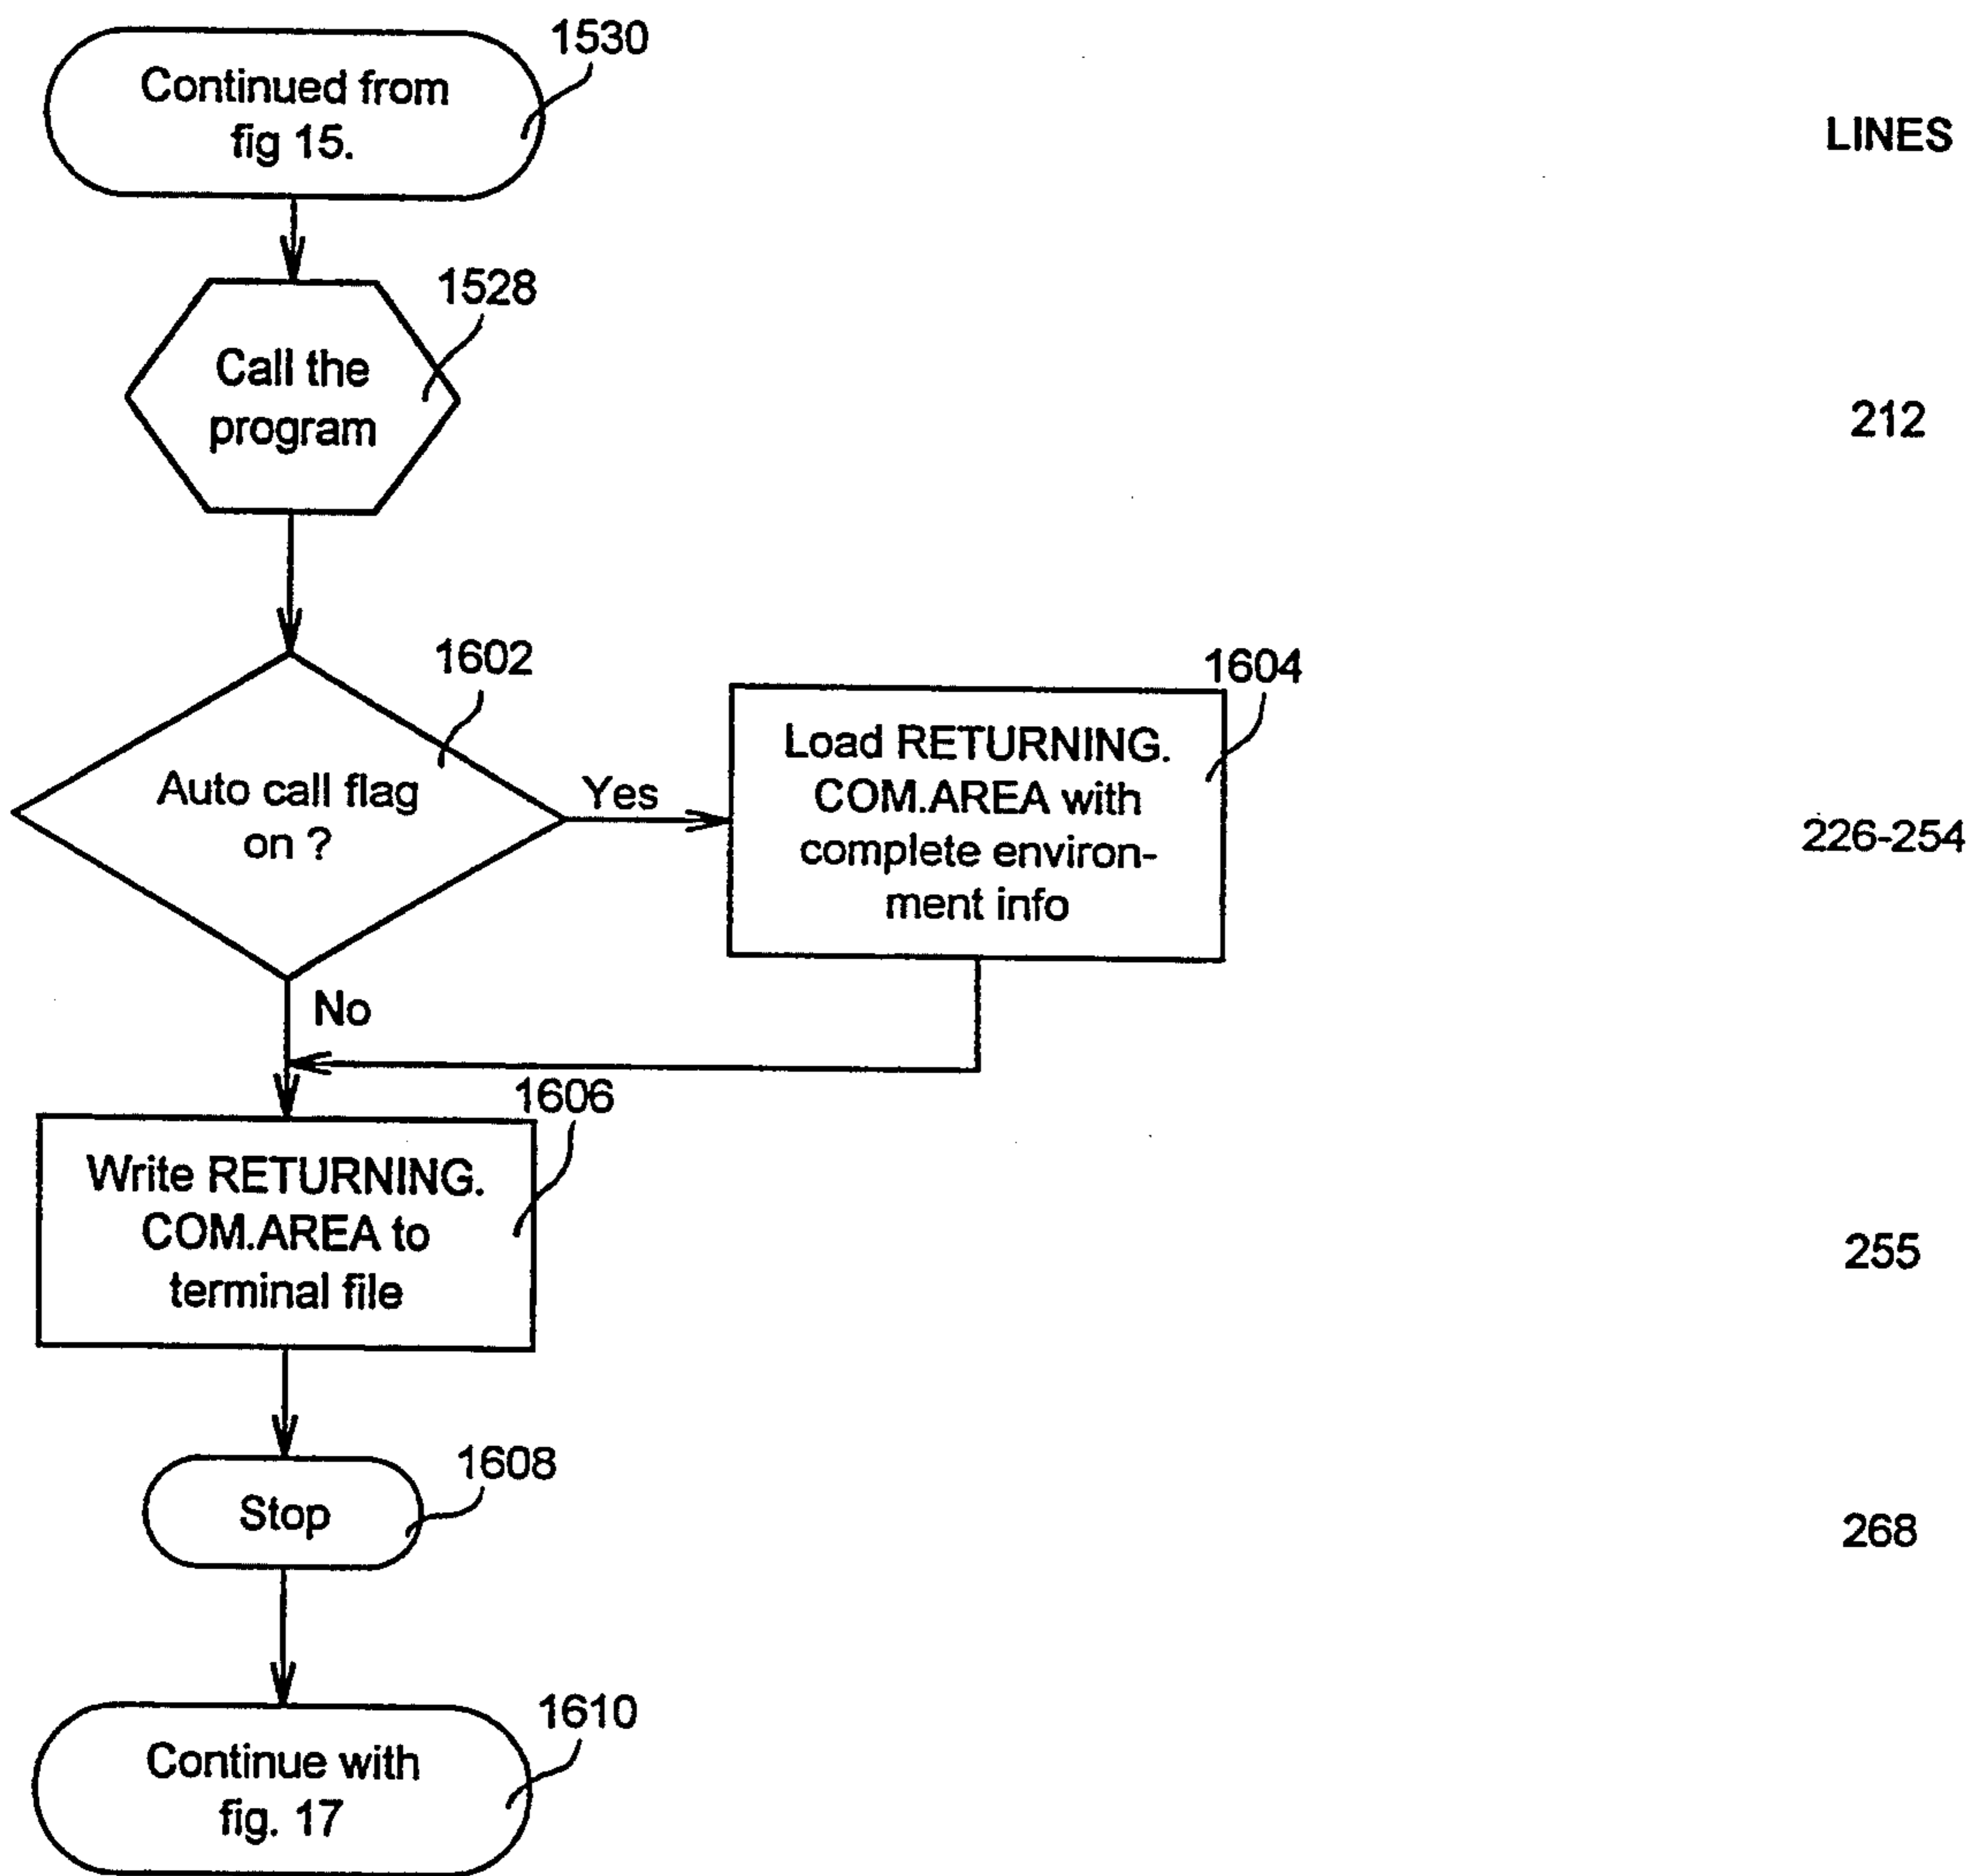 1530
Continued from
fig 15.
LINES
1528
Call the
program
212
1602
Auto call flag
on ?
Yes
No
1604
Load RETURNING.
COM.AREA with
complete environ-
ment info
226-254
1606
Write RETURNING.
COM.AREA to
terminal file
255
1608
Stop
268
1610
Continue with
fig. 17